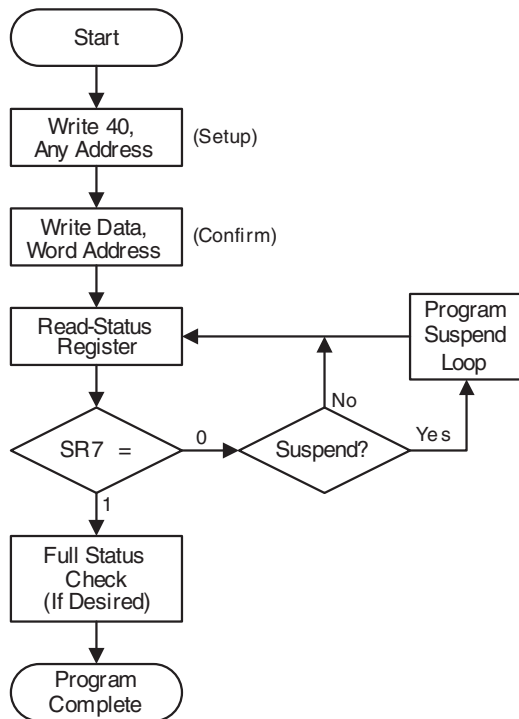 Start
Write 40,
Any Address
(Setup)
Write Data,
Word Address
(Confirm)
Read-Status
Register
Program
Suspend
Loop
No
SR7 =
0
Suspend?
Yes
1
Full Status
Check
(If Desired)
Program
Complete